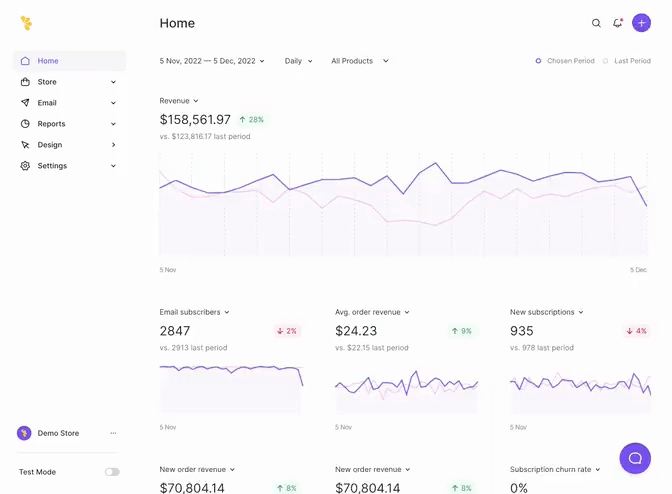 Home
Home
Store
Email
Reports
Design
Settings
5 Nov, 2022 — 5 Dec, 2022
Daily
All Products
Chosen Period
Last Period
Revenue
$158,561.97
28%
vs. $123,816.17 last period
5 Nov
5 Dec
Email subscribers
2847
2%
vs. 2913 last period
5 Nov
Avg. order revenue
$24.23
9%
vs. $22.15 last period
5 Nov
New subscriptions
935
4%
vs. 978 last period
5 Nov
New order revenue
$70,804.14
8%
New order revenue
$70,804.14
8%
Subscription churn rate
0%
Demo Store
Test Mode